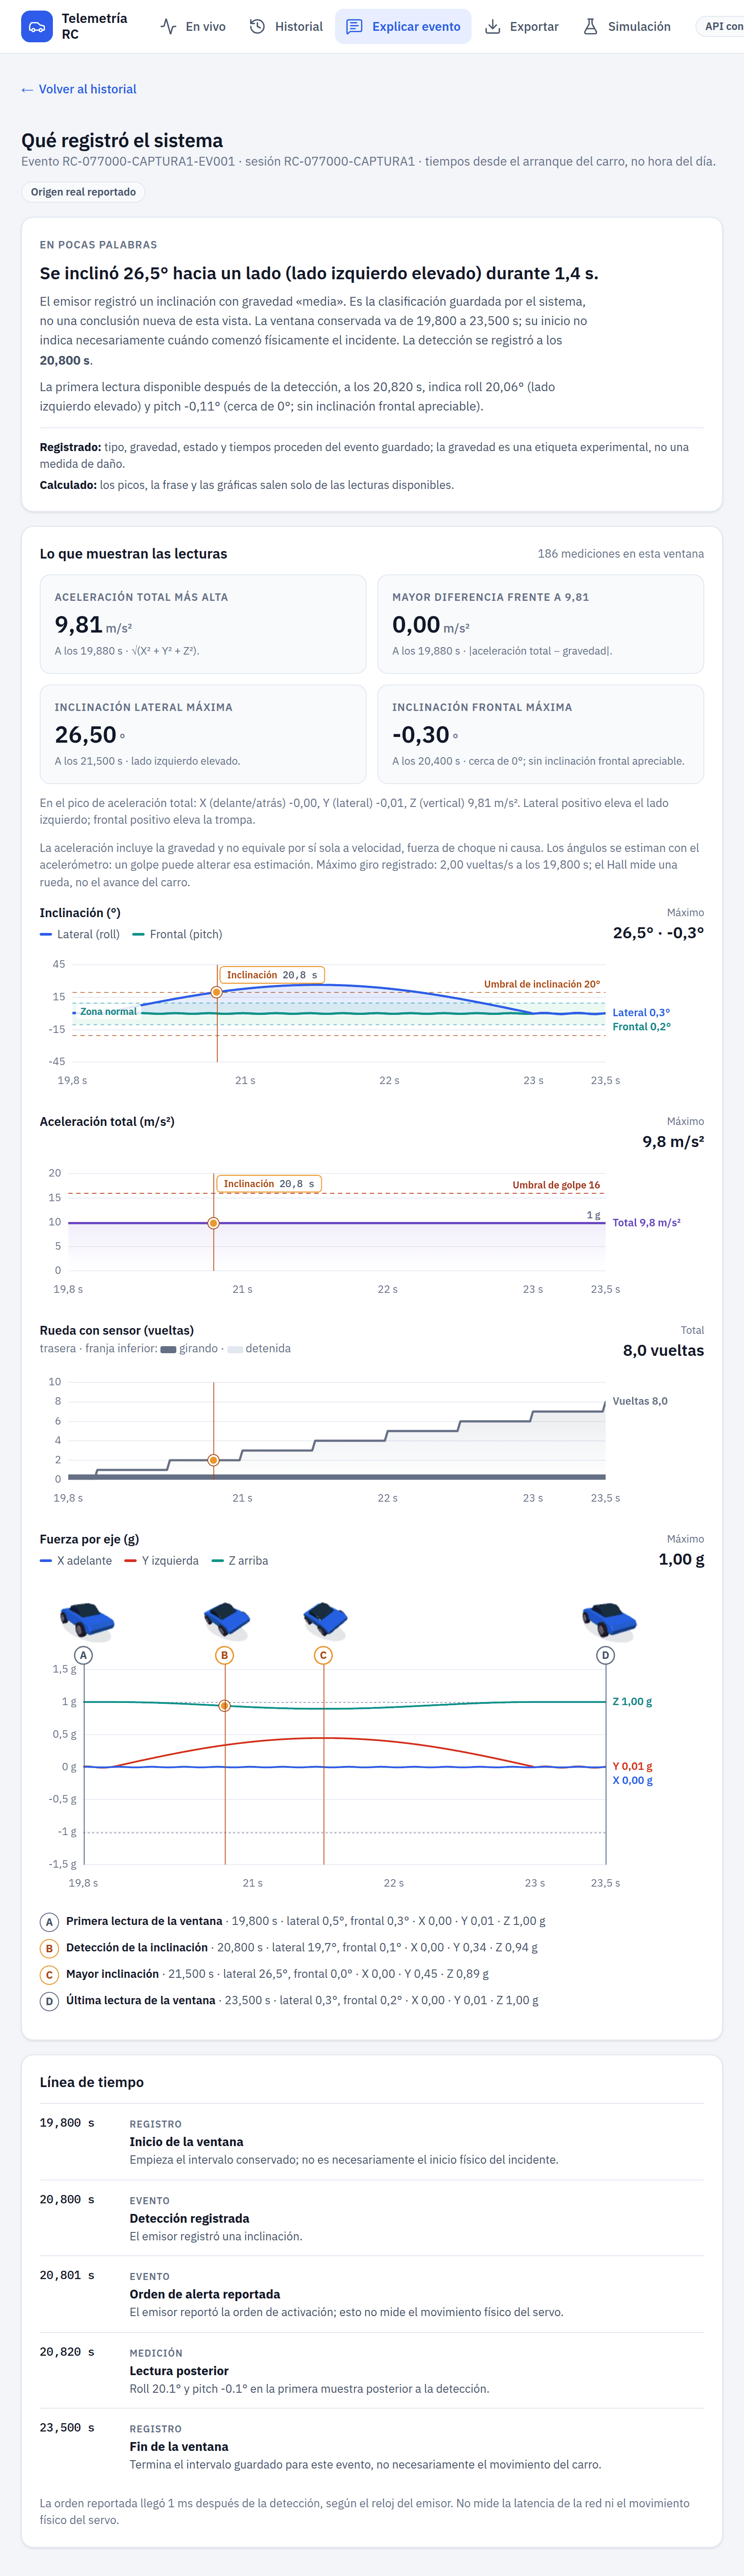 Telemetría
RC
En vivo
Historial
Explicar evento
Exportar
Simulación
API con
← Volver al historial
Qué registró el sistema
Evento RC-077000-CAPTURA1-EV001 · sesión RC-077000-CAPTURA1 · tiempos desde el arranque del carro, no hora del día.
Origen real reportado
EN POCAS PALABRAS
Se inclinó 26,5° hacia un lado (lado izquierdo elevado) durante 1,4 s.
El emisor registró un inclinación con gravedad «media». Es la clasificación guardada por el sistema,
no una conclusión nueva de esta vista. La ventana conservada va de 19,800 a 23,500 s; su inicio no
indica necesariamente cuándo comenzó físicamente el incidente. La detección se registró a los
20,800 s.
La primera lectura disponible después de la detección, a los 20,820 s, indica roll 20,06° (lado
izquierdo elevado) y pitch -0,11° (cerca de 0°; sin inclinación frontal apreciable).
Registrado: tipo, gravedad, estado y tiempos proceden del evento guardado; la gravedad es una etiqueta experimental, no una
medida de daño.
Calculado: los picos, la frase y las gráficas salen solo de las lecturas disponibles.
Lo que muestran las lecturas
186 mediciones en esta ventana
ACELERACIÓN TOTAL MÁS ALTA
9,81 m/s²
A los 19,880 s · √(X² + Y² + Z²).
MAYOR DIFERENCIA FRENTE A 9,81
0,00 m/s²
A los 19,880 s · |aceleración total − gravedad|.
INCLINACIÓN LATERAL MÁXIMA
26,50 °
A los 21,500 s · lado izquierdo elevado.
INCLINACIÓN FRONTAL MÁXIMA
-0,30 °
A los 20,400 s · cerca de 0°; sin inclinación frontal apreciable.
En el pico de aceleración total: X (delante/atrás) -0,00, Y (lateral) -0,01, Z (vertical) 9,81 m/s². Lateral positivo eleva el lado
izquierdo; frontal positivo eleva la trompa.
La aceleración incluye la gravedad y no equivale por sí sola a velocidad, fuerza de choque ni causa. Los ángulos se estiman con el
acelerómetro: un golpe puede alterar esa estimación. Máximo giro registrado: 2,00 vueltas/s a los 19,800 s; el Hall mide una
rueda, no el avance del carro.
Inclinación (°)
Máximo
Lateral (roll)
Frontal (pitch)
26,5° · -0,3°
45
Inclinación 20,8 s
Umbral de inclinación 20°
15
Zona normal
Lateral 0,3°
Frontal 0,2°
-15
-45
19,8 s
21 s
22 s
23 s
23,5 s
Aceleración total (m/s²)
Máximo
9,8 m/s²
20
Inclinación 20,8 s
Umbral de golpe 16
15
1 g
10
Total 9,8 m/s²
5
0
19,8 s
21 s
22 s
23 s
23,5 s
Rueda con sensor (vueltas)
Total
trasera · franja inferior: girando · detenida
8,0 vueltas
10
8
Vueltas 8,0
6
4
2
0
19,8 s
21 s
22 s
23 s
23,5 s
Fuerza por eje (g)
Máximo
X adelante
Y izquierda
Z arriba
1,00 g
A
B
C
D
1,5 g
1 g
Z 1,00 g
0,5 g
0 g
Y 0,01 g
X 0,00 g
-0,5 g
-1 g
-1,5 g
19,8 s
21 s
22 s
23 s
23,5 s
A Primera lectura de la ventana · 19,800 s · lateral 0,5°, frontal 0,3° · X 0,00 · Y 0,01 · Z 1,00 g
B Detección de la inclinación · 20,800 s · lateral 19,7°, frontal 0,1° · X 0,00 · Y 0,34 · Z 0,94 g
C Mayor inclinación · 21,500 s · lateral 26,5°, frontal 0,0° · X 0,00 · Y 0,45 · Z 0,89 g
D Última lectura de la ventana · 23,500 s · lateral 0,3°, frontal 0,2° · X 0,00 · Y 0,01 · Z 1,00 g
Línea de tiempo
19,800 s
REGISTRO
Inicio de la ventana
Empieza el intervalo conservado; no es necesariamente el inicio físico del incidente.
20,800 s
EVENTO
Detección registrada
El emisor registró una inclinación.
20,801 s
EVENTO
Orden de alerta reportada
El emisor reportó la orden de activación; esto no mide el movimiento físico del servo.
20,820 s
MEDICIÓN
Lectura posterior
Roll 20.1° y pitch -0.1° en la primera muestra posterior a la detección.
23,500 s
REGISTRO
Fin de la ventana
Termina el intervalo guardado para este evento, no necesariamente el movimiento del carro.
La orden reportada llegó 1 ms después de la detección, según el reloj del emisor. No mide la latencia de la red ni el movimiento
físico del servo.